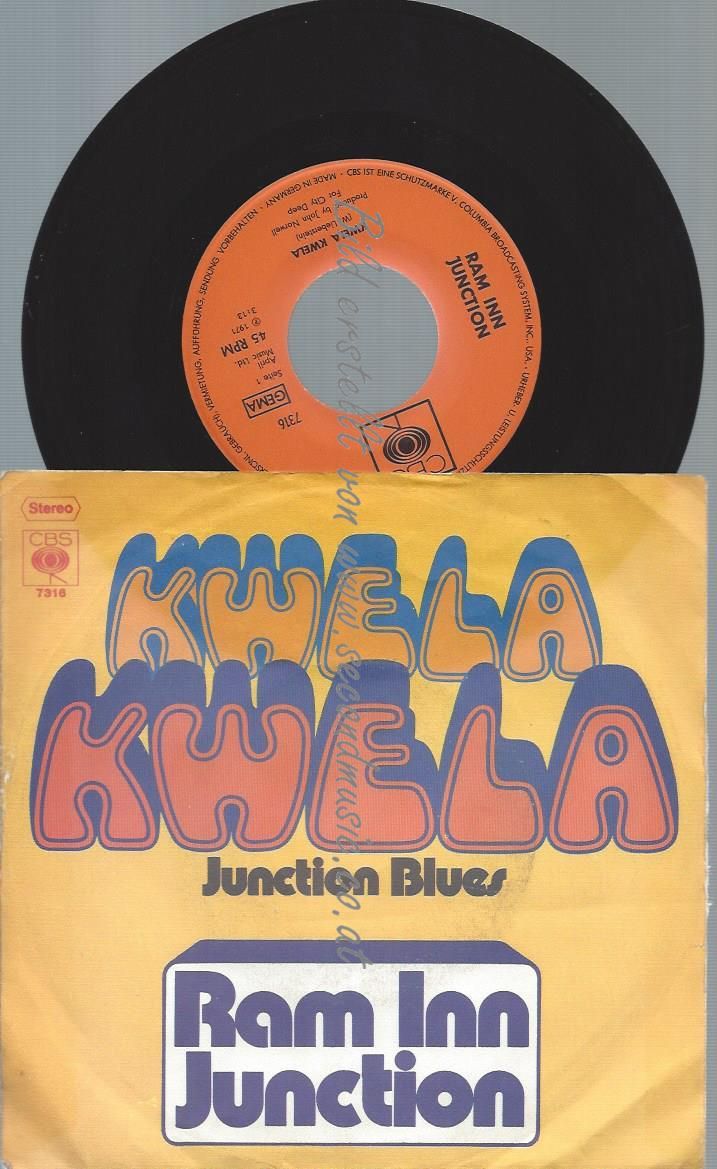 RAM INN
JUNCTION
KWELA KWELA
(W. Ueberstein)
Produced by John Norwell
For City Deep
7316
GEMA
Seite 1
April
Music Ltd.
45 RPM
℗ 1971
3:13
CBS
MADE IN GERMANY · CBS IST EINE SCHUTZMARKE V. COLUMBIA BROADCASTING SYSTEM, INC., USA. · URHEBER- U. LEISTUNGSSCHUTZ
GEBRAUCH), VERMIETUNG, AUFFÜHRUNG, SENDUNG VORBEHALTEN ·
Stereo
CBS
7316
KWELA
KWELA
Junction Blues
Ram Inn
Junction
Bild erstellt von www.secondmusic.co.at